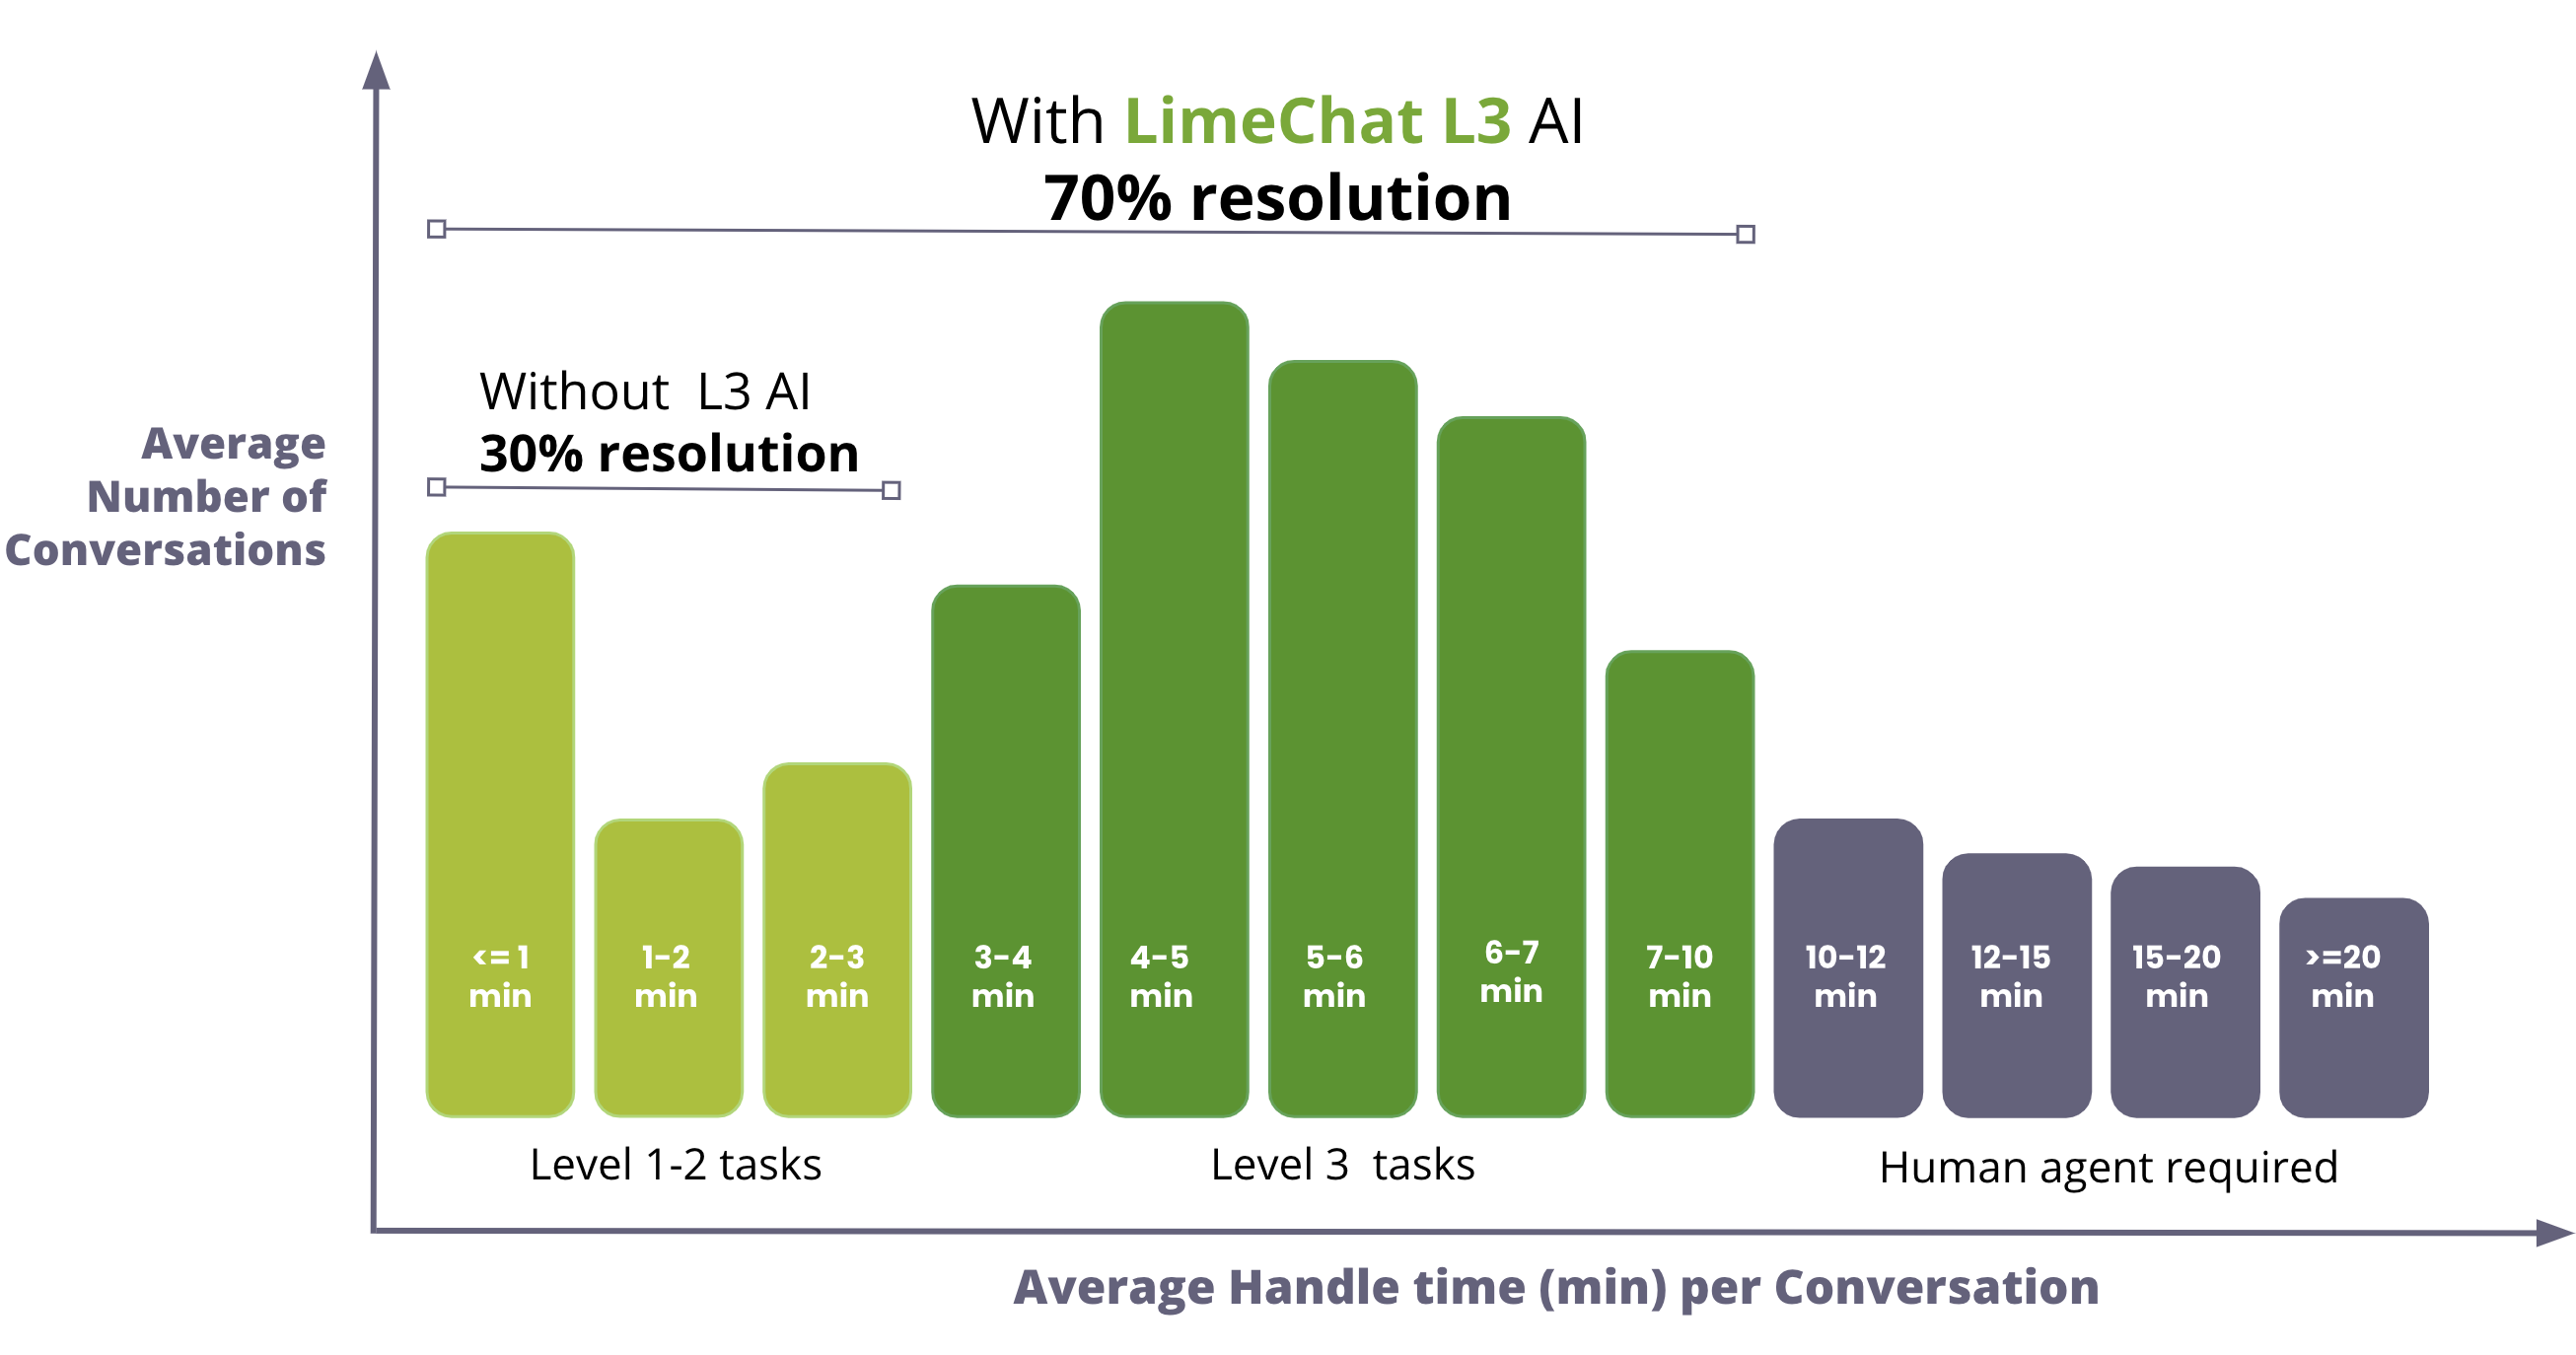 With LimeChat L3 AI
70% resolution
Without  L3 AI
30% resolution
Average
Number of
Conversations
<= 1
min
1-2
min
2-3
min
3-4
min
4-5
min
5-6
min
6-7
min
7-10
min
10-12
min
12-15
min
15-20
min
>=20
min
Level 1-2 tasks
Level 3  tasks
Human agent required
Average Handle time (min) per Conversation